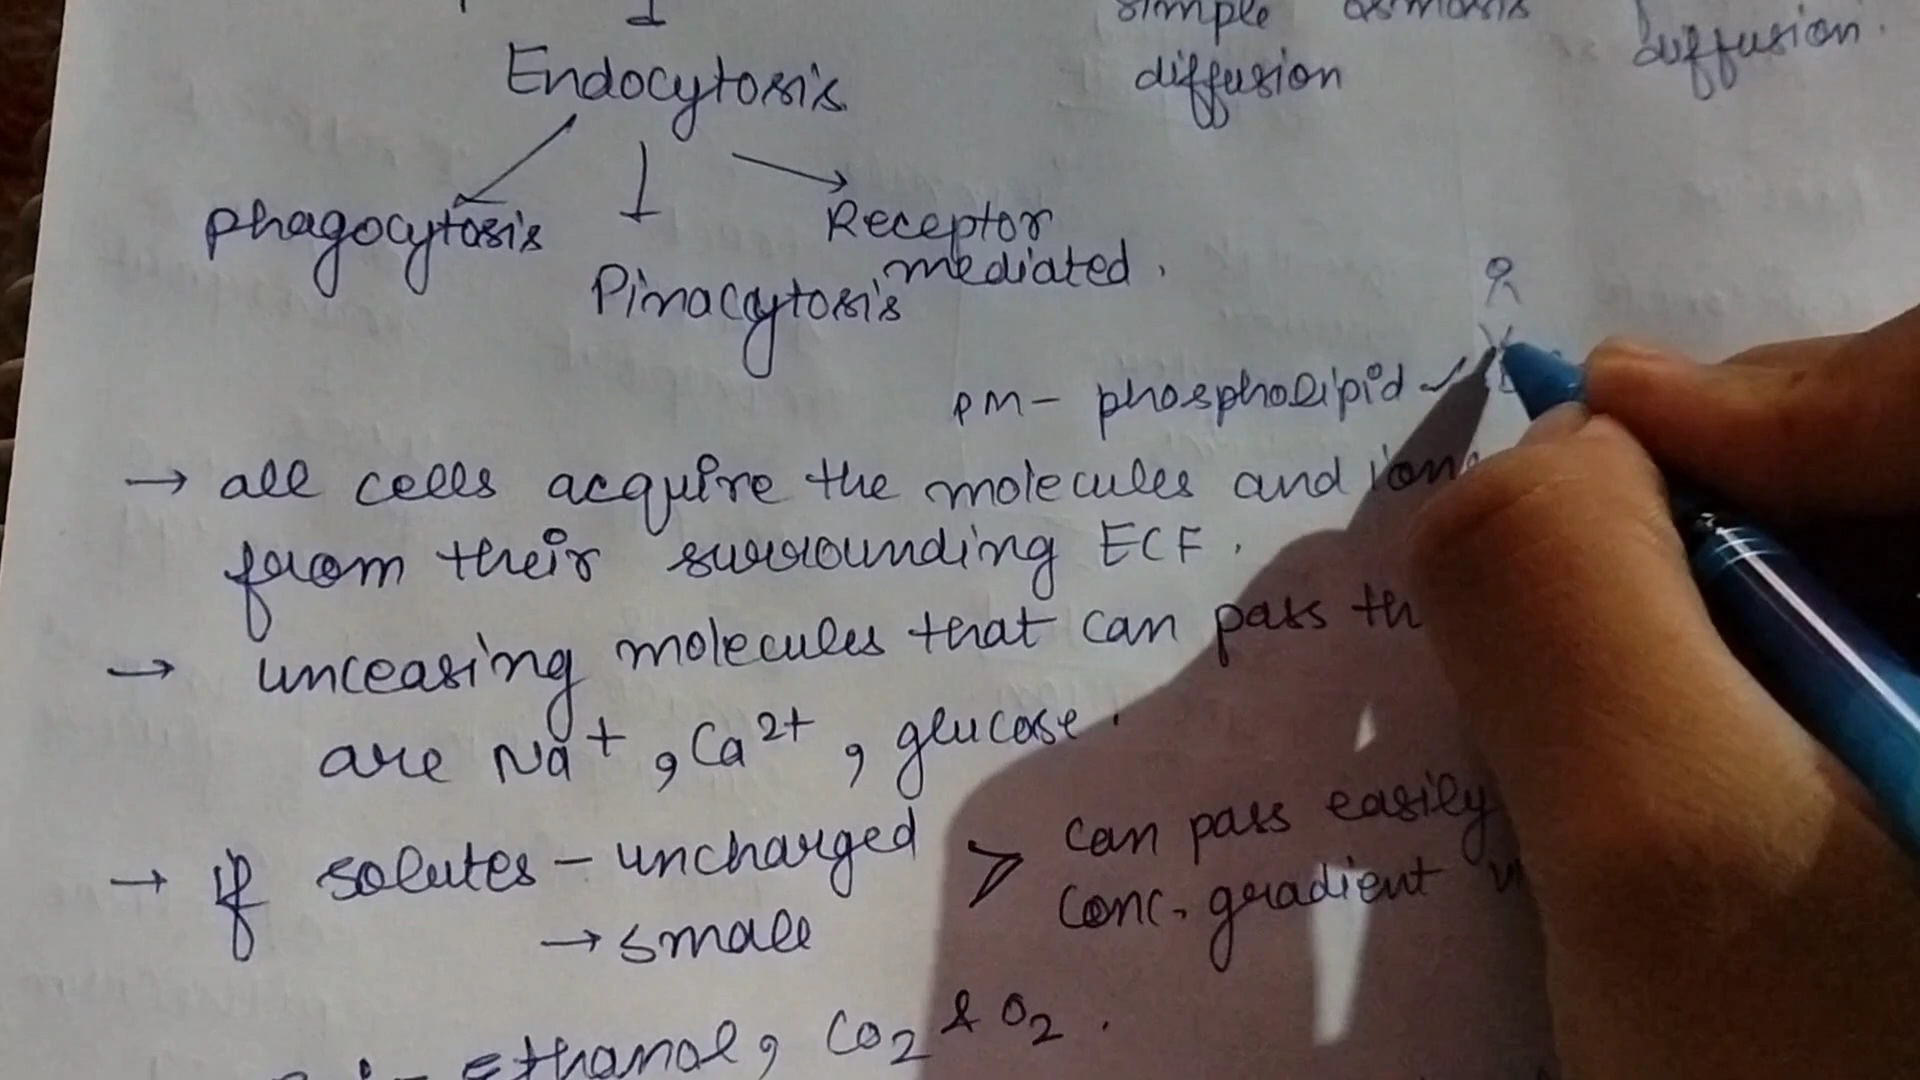 simple osmosis diffusion.
Endocytosis diffusion
phagocytosis Receptor
mediated.
Pinacytosis
PM- phospholipid
→ all cells acquire the molecules and ions
from their surrounding ECF.
→ unceasing molecules that can pass th
are Na+, Ca2+, glucose.
→ if solutes - uncharged > can pass easily
→ small conc. gradient
ethanol, CO2 & O2.